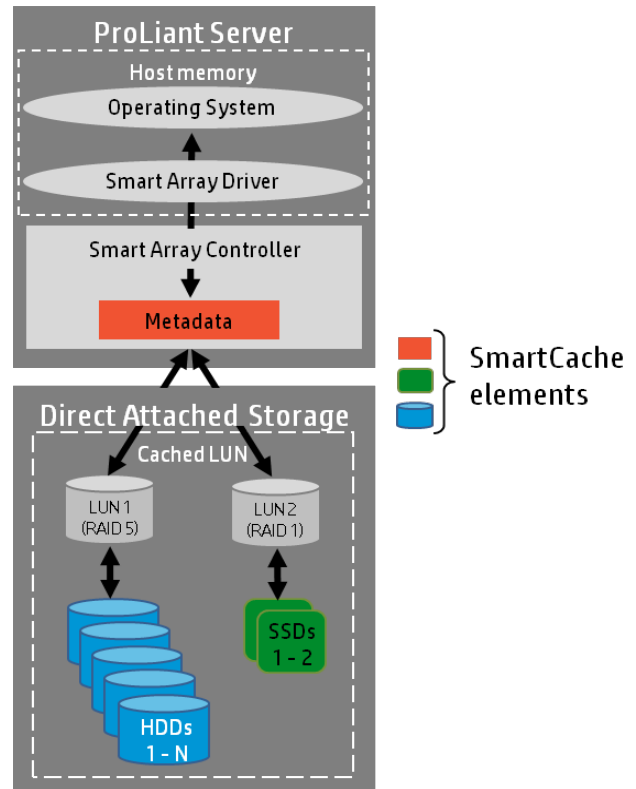 ProLiant Server
Host memory
Operating System
Smart Array Driver
Smart Array Controller
Metadata
SmartCache
elements
Direct Attached Storage
Cached LUN
LUN 1
(RAID 5)
LUN 2
(RAID 1)
SSDs
1 - 2
HDDs
1 - N